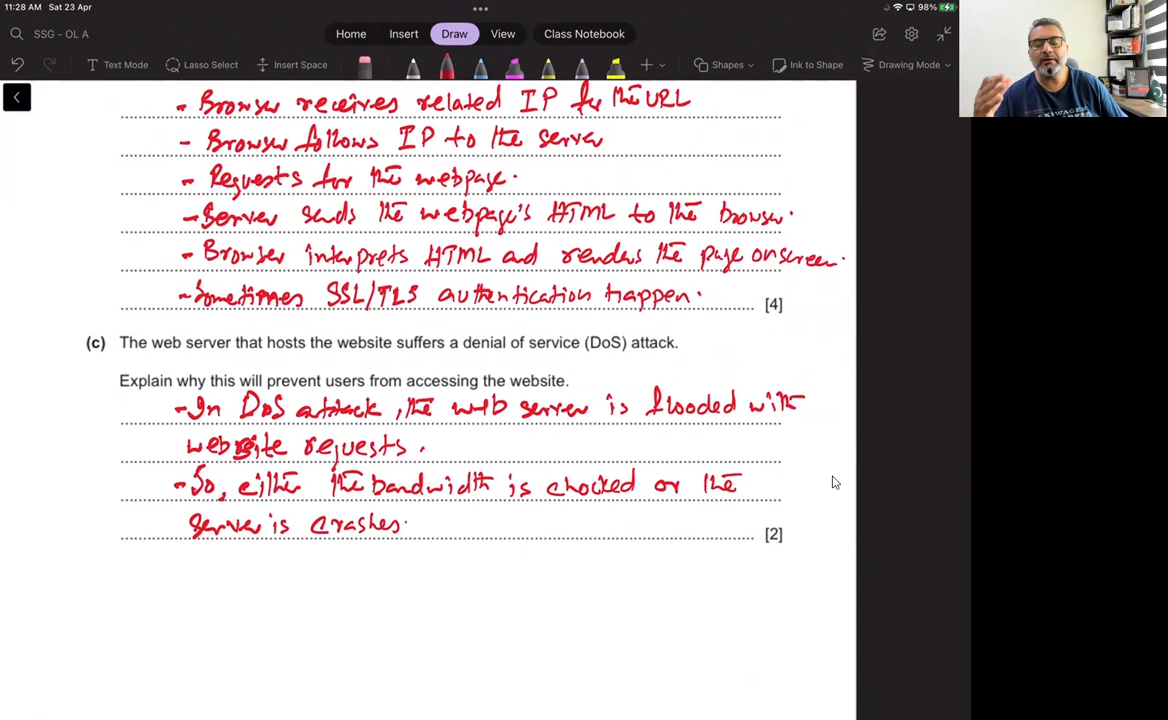 11:28 AM Sat 23 Apr
98%
SSG - OL A
Home Insert Draw View Class Notebook
Text Mode Lasso Select Insert Space Shapes Ink to Shape Drawing Mode
- Browser receives related IP for the URL
- Browser follows IP to the server
- Requests for the webpage.
- Server sends the webpage's HTML to the browser.
- Browser interprets HTML and renders the page onscreen.
- Sometimes SSL/TLS authentication happen.
[4]
(c) The web server that hosts the website suffers a denial of service (DoS) attack.
Explain why this will prevent users from accessing the website.
- In DoS attack, the web server is flooded with
website requests.
- So, either the bandwidth is chocked or the
server is crashes.
[2]